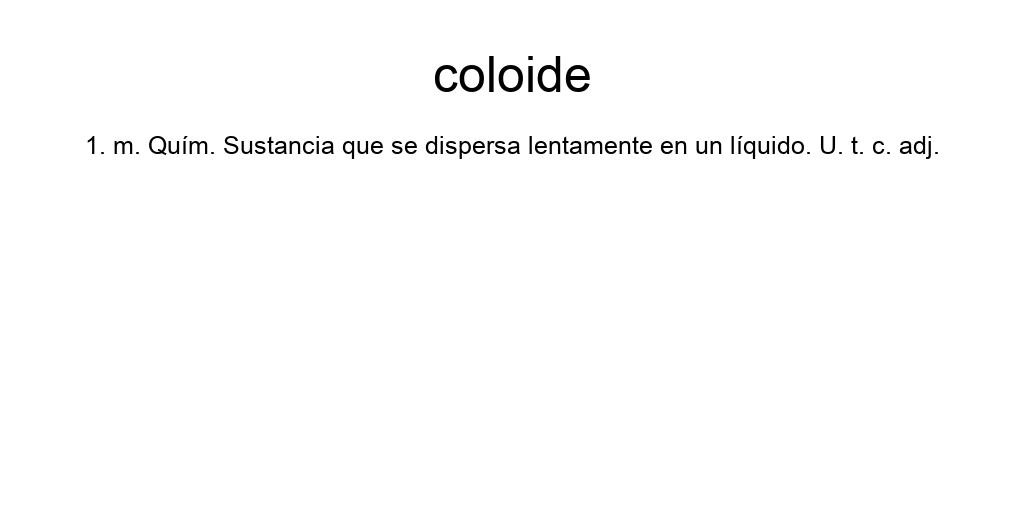 coloide
1. m. Quím. Sustancia que se dispersa lentamente en un líquido. U. t. c. adj.